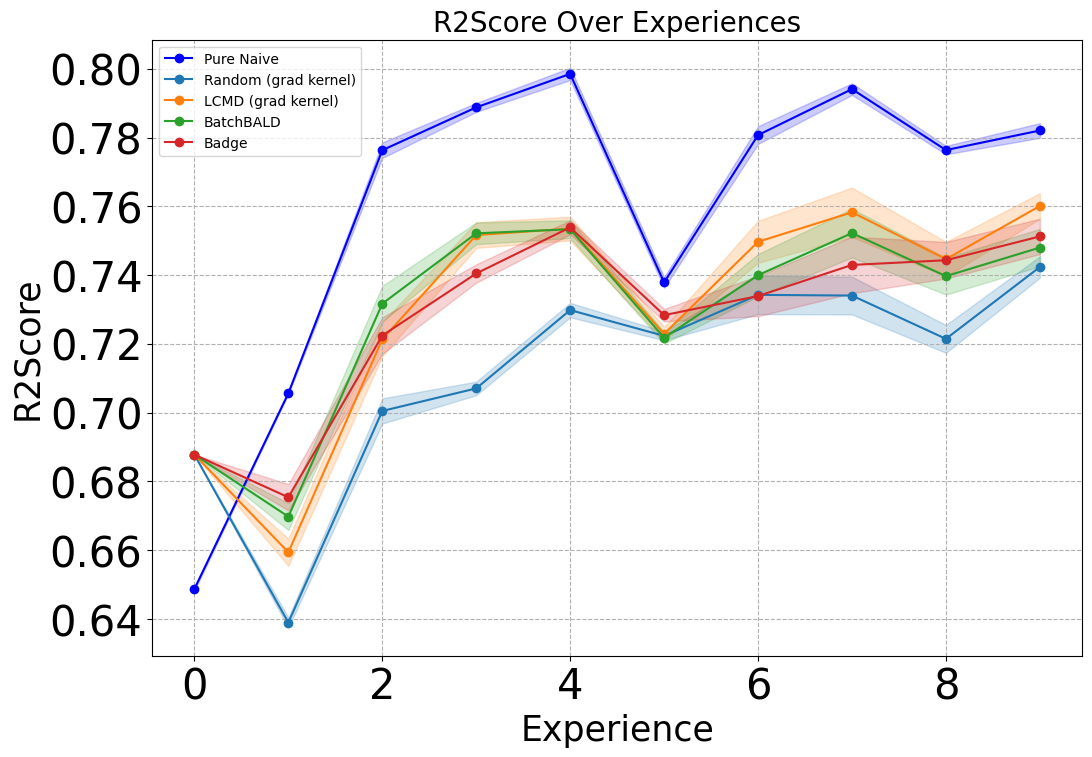 R2Score Over Experiences
Pure Naive
Random (grad kernel)
LCMD (grad kernel)
BatchBALD
Badge
0.80
0.78
0.76
0.74
0.72
0.70
0.68
0.66
0.64
R2Score
0 2 4 6 8
Experience